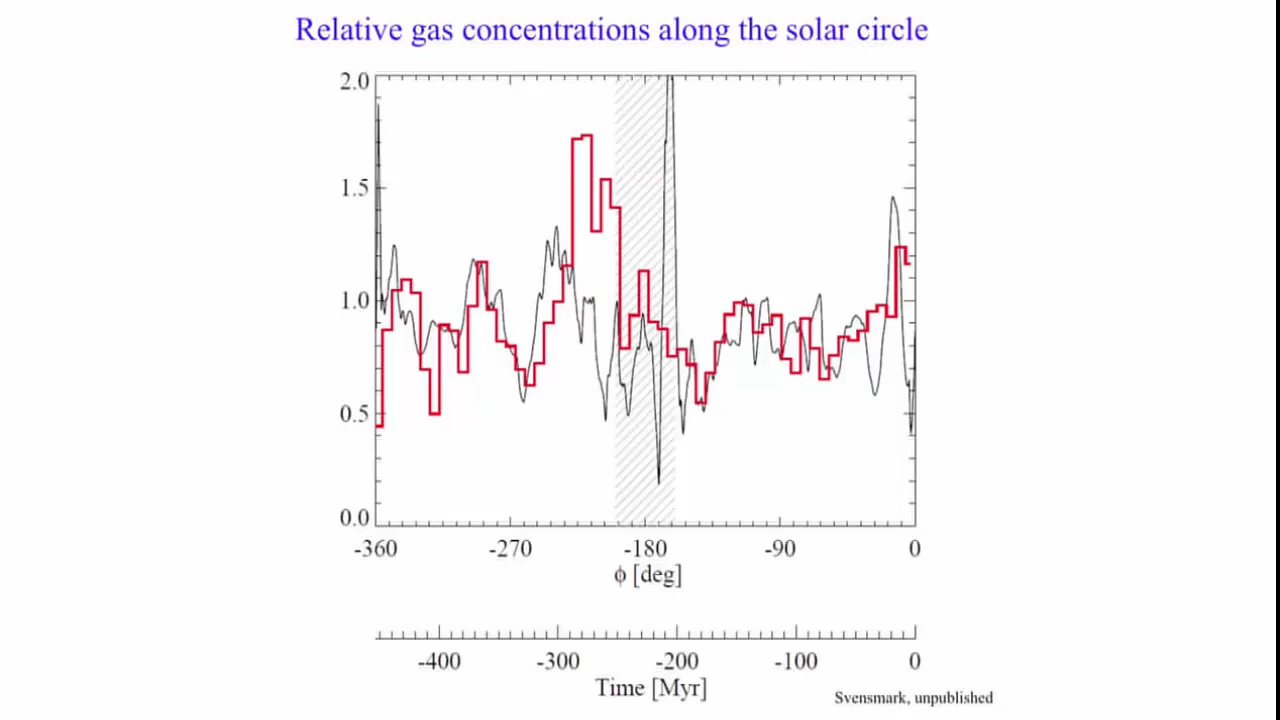 Relative gas concentrations along the solar circle
2.0
1.5
1.0
0.5
0.0
-360 -270 -180 -90 0
ϕ [deg]
-400 -300 -200 -100 0
Time [Myr]
Svensmark, unpublished